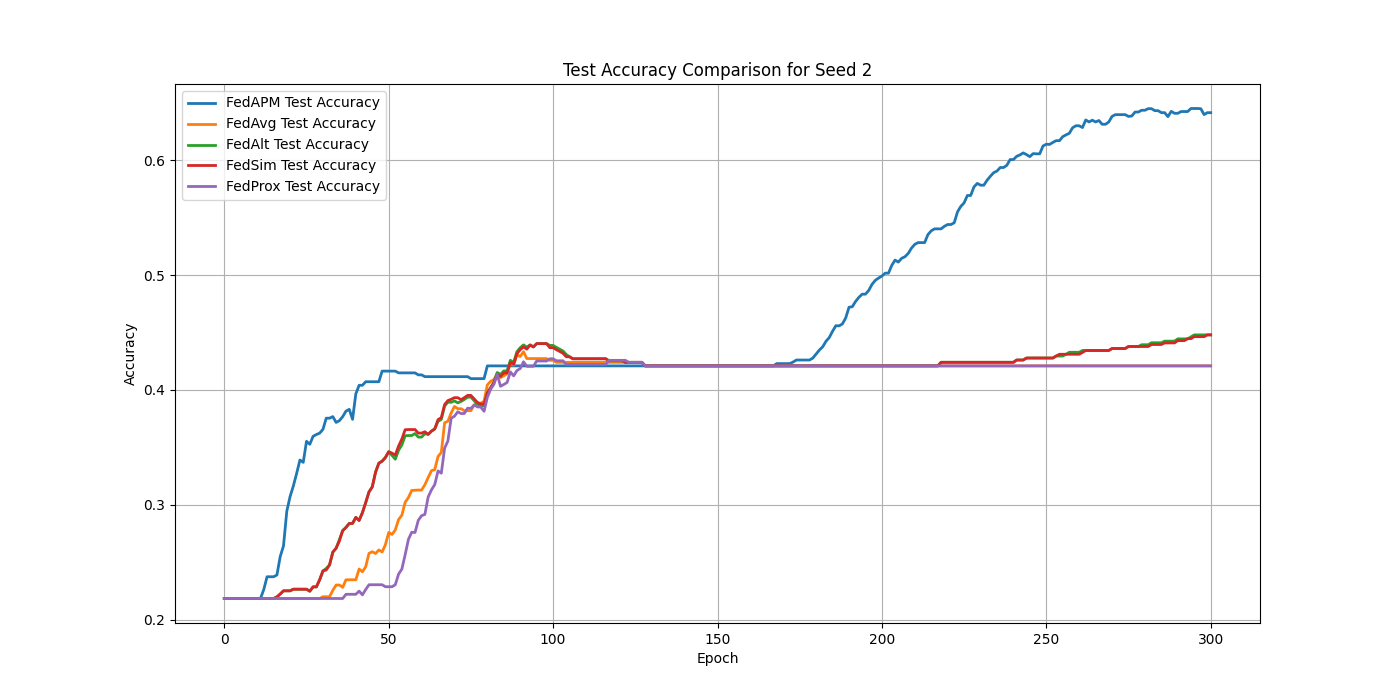 Test Accuracy Comparison for Seed 2
FedAPM Test Accuracy
FedAvg Test Accuracy
FedAlt Test Accuracy
FedSim Test Accuracy
FedProx Test Accuracy
0.6
0.5
0.4
0.3
0.2
Accuracy
0 50 100 150 200 250 300
Epoch